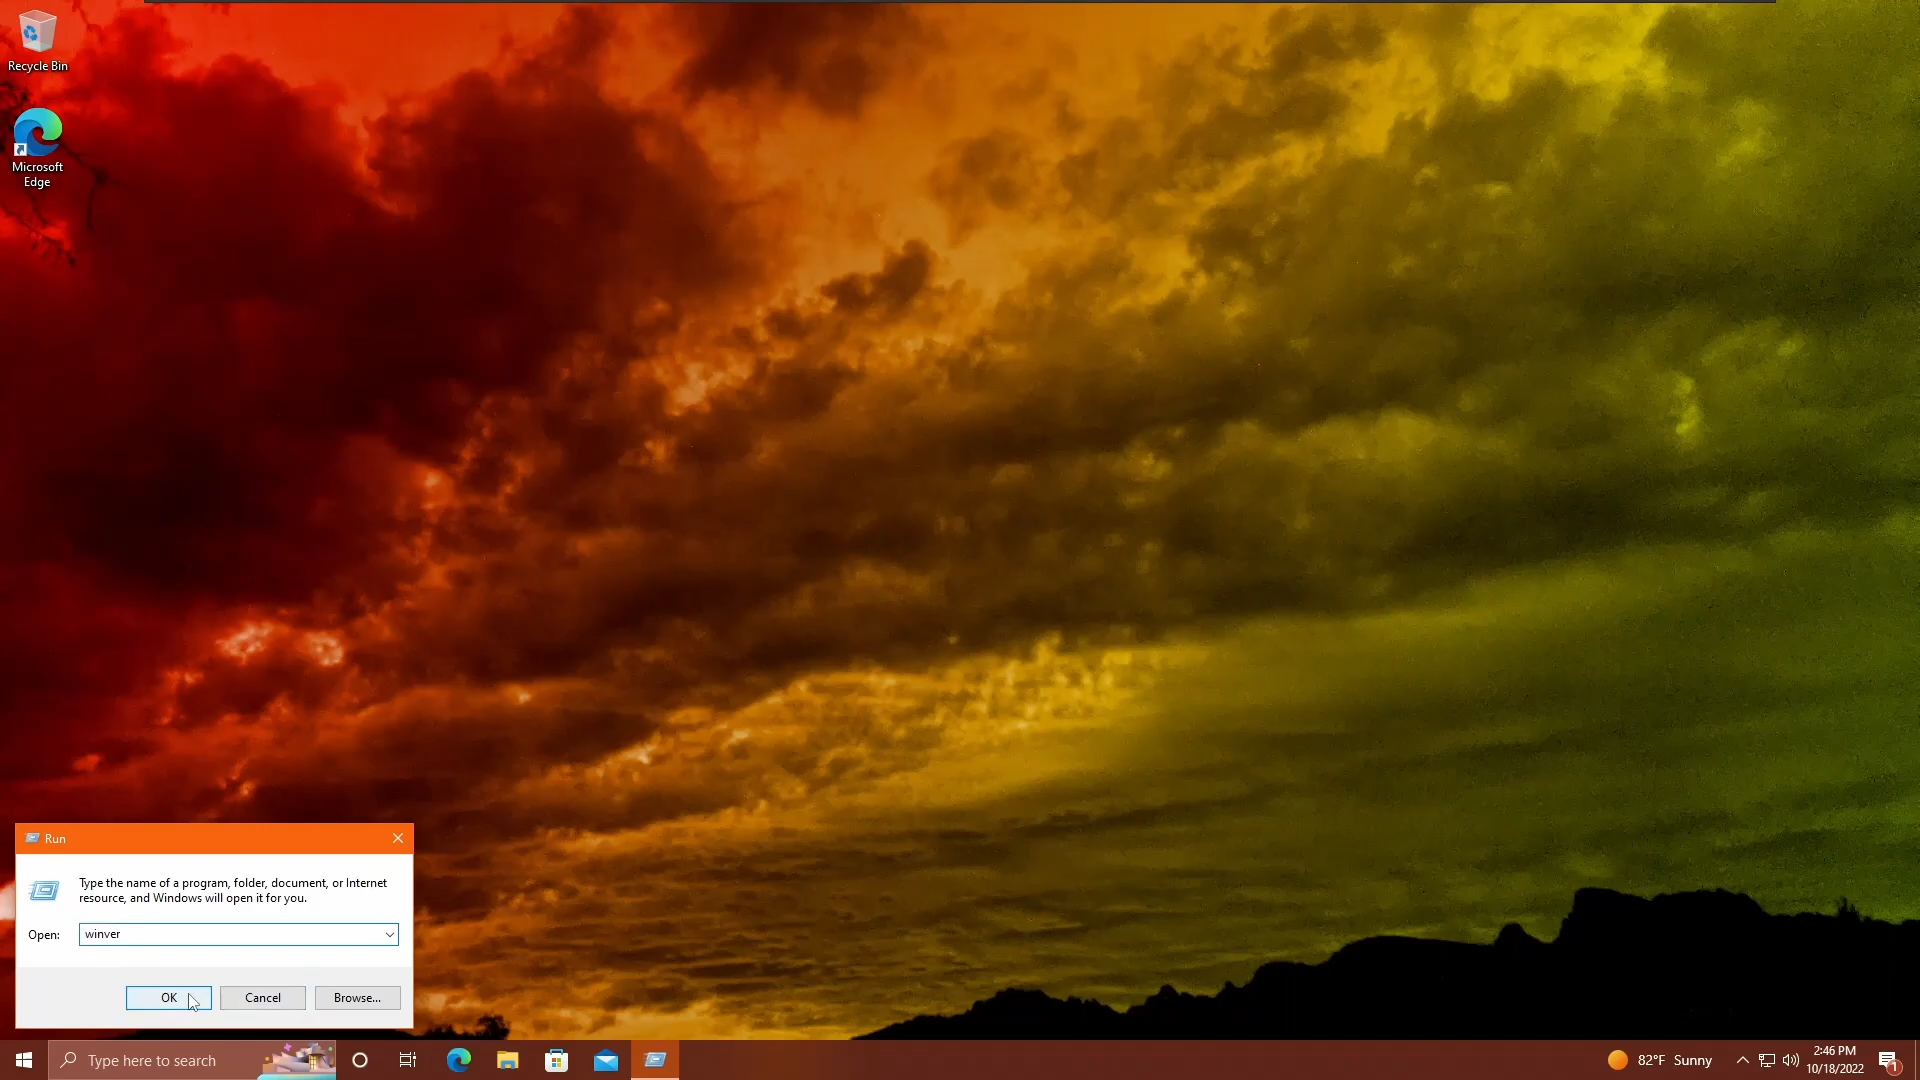 Recycle Bin
Microsoft
Edge
Run
Type the name of a program, folder, document, or Internet
resource, and Windows will open it for you.
Open:
winver
OK
Cancel
Browse...
Type here to search
82°F Sunny
2:46 PM
10/18/2022
1